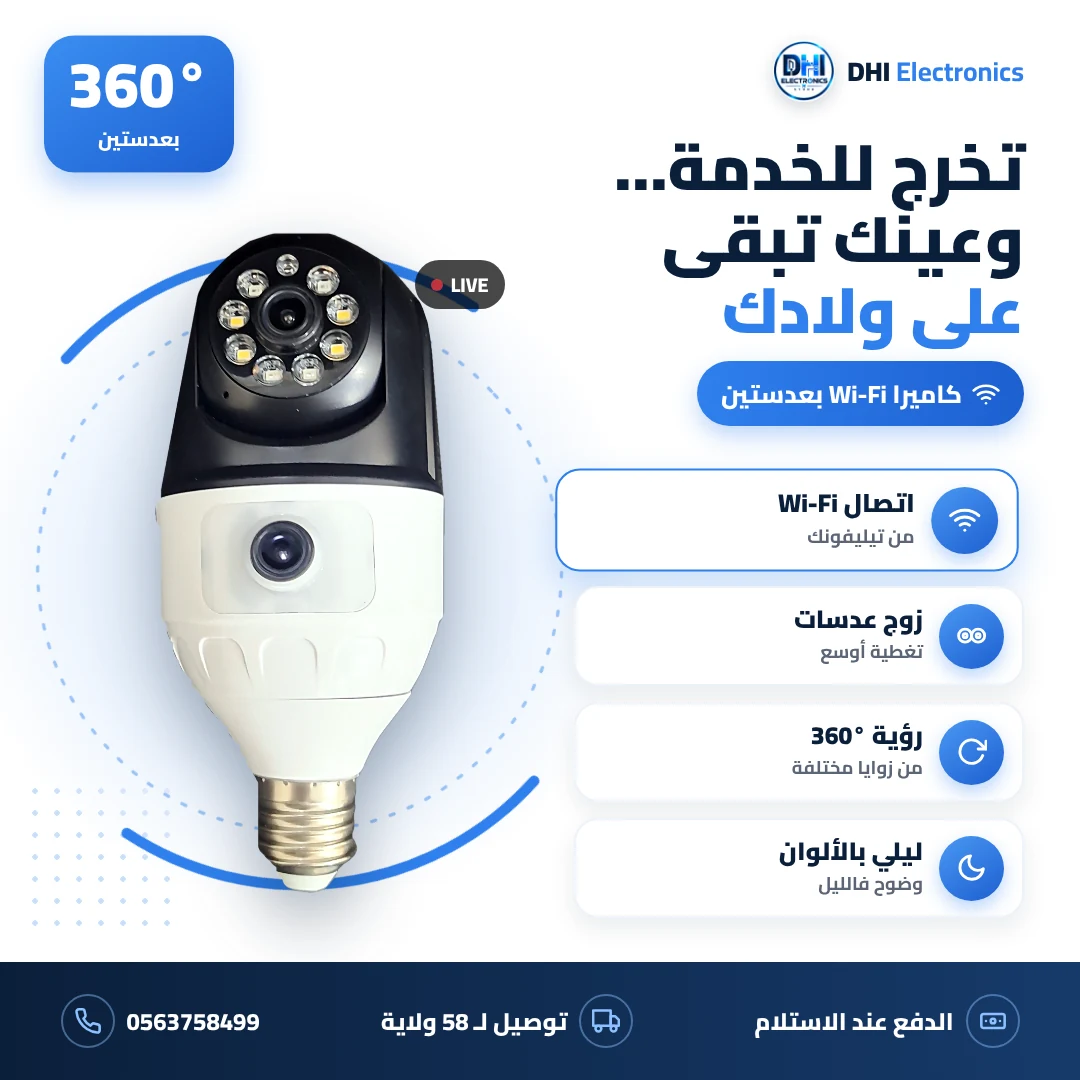 DHI Electronics
DHI
ELECTRONICS
360°
بعدستين
تخرج للخدمة...
وعينك تبقى
على ولادك
كاميرا Wi-Fi بعدستين
LIVE
اتصال Wi-Fi
من تيليفونك
زوج عدسات
تغطية أوسع
رؤية 360°
من زوايا مختلفة
ليلي بالألوان
وضوح فالليل
الدفع عند الاستلام
توصيل لـ 58 ولاية
0563758499